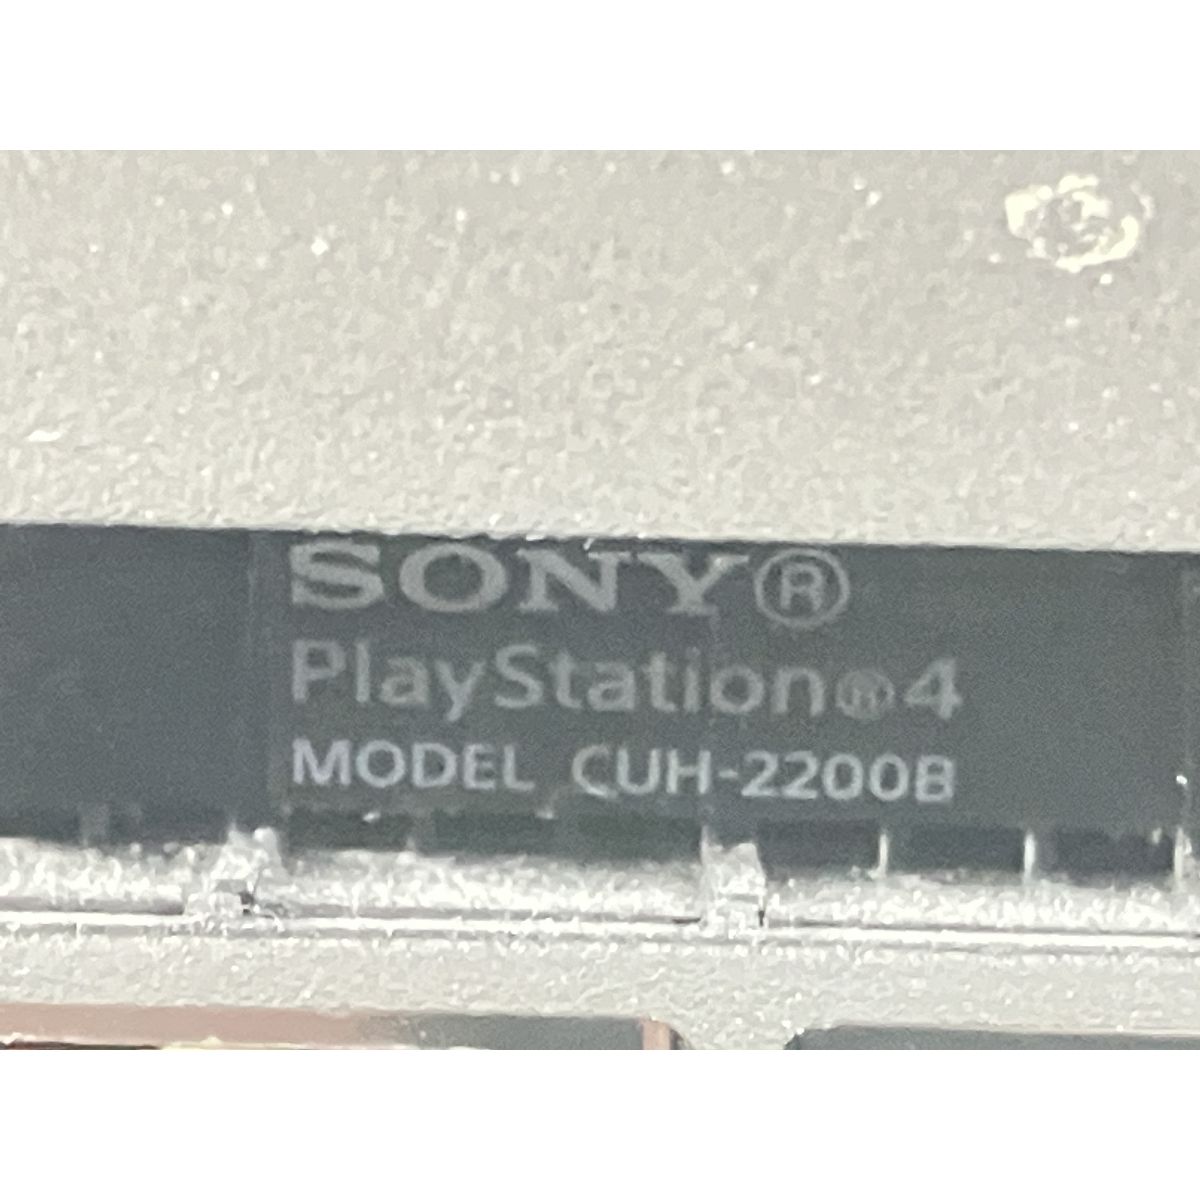 SONY®
PlayStation®4
MODEL CUH-2200B